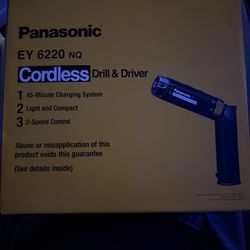 Panasonic
EY 6220 NQ
Cordless Drill & Driver
1 45-Minute Charging System
2 Light and Compact
3 2-Speed Control
Abuse or misapplication of this
product voids this guarantee
(See details inside)